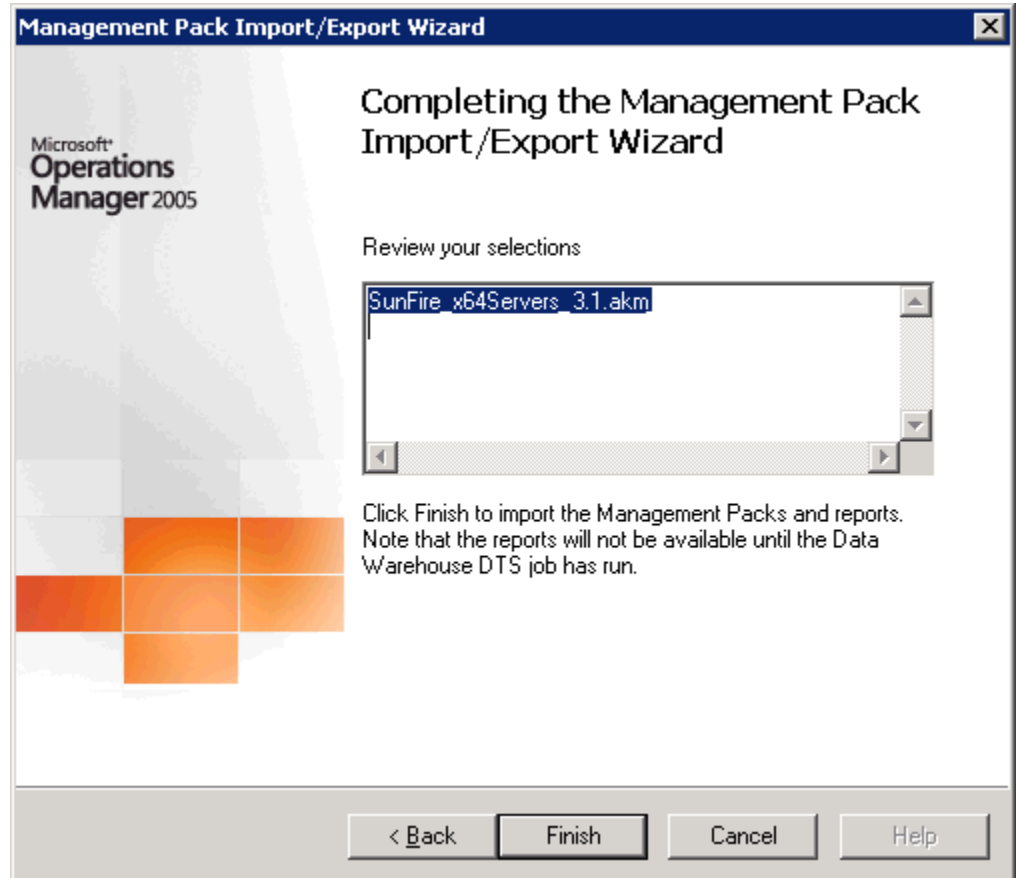 Management Pack Import/Export Wizard
Microsoft®
Operations
Manager 2005
Completing the Management Pack
Import/Export Wizard
Review your selections
SunFire_x64Servers_3.1.akm
Click Finish to import the Management Packs and reports.
Note that the reports will not be available until the Data
Warehouse DTS job has run.
< Back
Finish
Cancel
Help